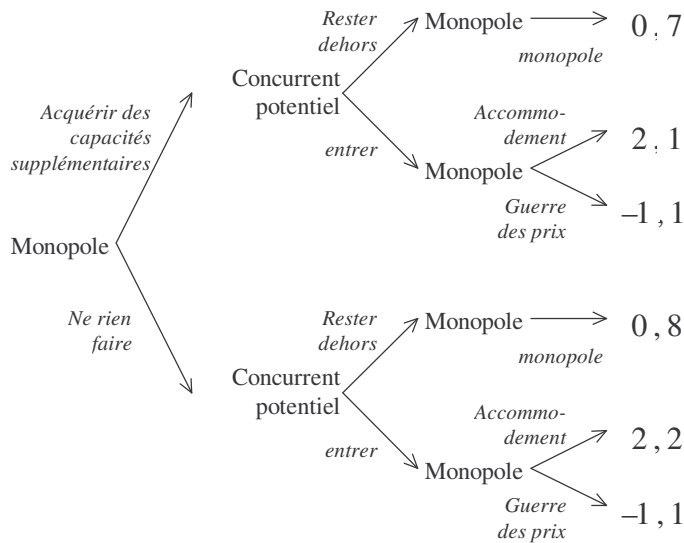 Rester
dehors
Monopole
monopole
0 , 7
Concurrent
potentiel
Acquérir des
capacités
supplémentaires
entrer
Monopole
Accommo-
dement
2 , 1
Guerre
des prix
–1 , 1
Monopole
Ne rien
faire
Rester
dehors
Monopole
monopole
0 , 8
Concurrent
potentiel
entrer
Monopole
Accommo-
dement
2 , 2
Guerre
des prix
–1 , 1